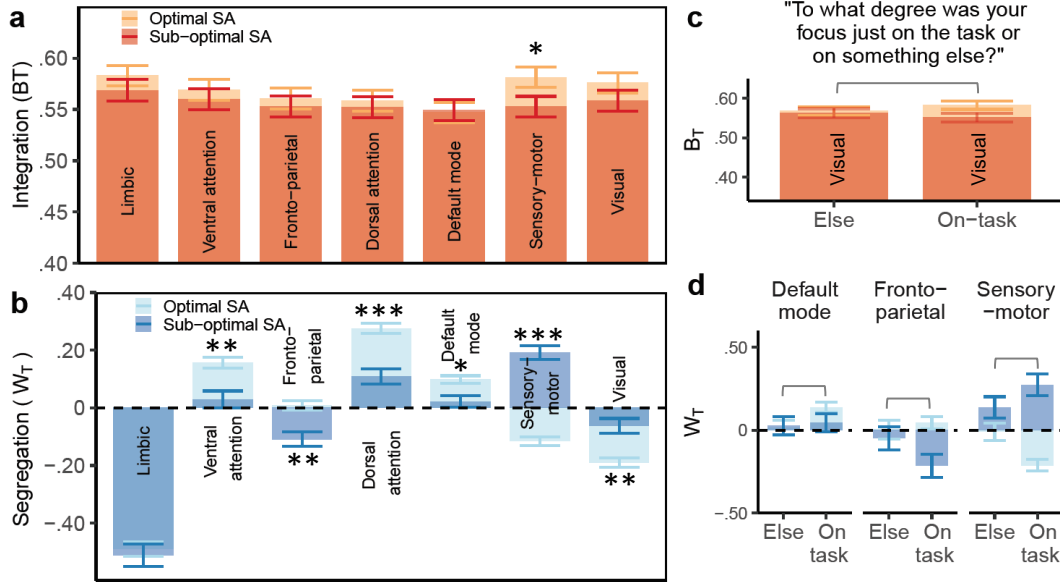 a
Optimal SA
Sub-optimal SA
*
Integration (BT)
.60
.55
.50
.45
.40
Limbic
Ventral attention
Fronto-parietal
Dorsal attention
Default mode
Sensory-motor
Visual
b
Optimal SA
Sub-optimal SA
Segregation ( WT)
.40
.20
0
-.20
-.40
Limbic
**
Ventral
attention
Fronto-
parietal
**
***
Dorsal
attention
Default
mode
*
***
Sensory-
motor
Visual
**
c
"To what degree was your
focus just on the task or
on something else?"
BT
.60
.50
.40
Visual
Visual
Else
On-task
d
Default
mode
Fronto-
parietal
Sensory
-motor
WT
.50
0
-.50
Else
On
task
Else
On
task
Else
On
task